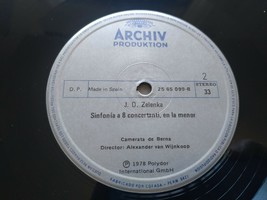 ARCHIV
PRODUKTION
D. P. Made in Spain
2
STEREO
33
J. D. Zelenka
Sinfonia a 8 concertanti, en la menor
Camerata de Berna
Director: Alexander van Wijnkoop
℗ 1978 Polydor
International GmbH